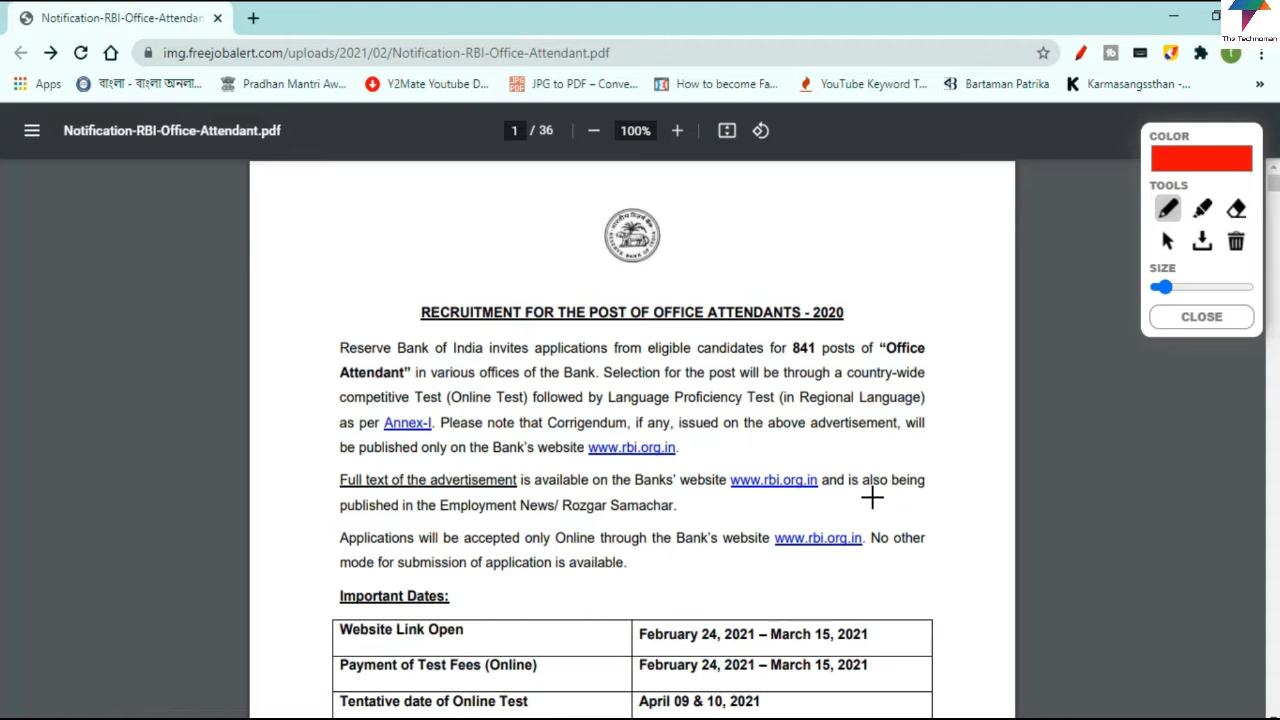 Notification-RBI-Office-Attendan
The Technoman
img.freejobalert.com/uploads/2021/02/Notification-RBI-Office-Attendant.pdf
Apps
বাংলা - বাংলা অনলা...
Pradhan Mantri Aw...
Y2Mate Youtube D...
JPG to PDF – Conve...
How to become Fa...
YouTube Keyword T...
Bartaman Patrika
Karmasangssthan -...
Notification-RBI-Office-Attendant.pdf
1 / 36
100%
COLOR
TOOLS
SIZE
CLOSE
RECRUITMENT FOR THE POST OF OFFICE ATTENDANTS - 2020
Reserve Bank of India invites applications from eligible candidates for 841 posts of “Office
Attendant” in various offices of the Bank. Selection for the post will be through a country-wide
competitive Test (Online Test) followed by Language Proficiency Test (in Regional Language)
as per Annex-I. Please note that Corrigendum, if any, issued on the above advertisement, will
be published only on the Bank’s website www.rbi.org.in.
Full text of the advertisement is available on the Banks’ website www.rbi.org.in and is also being
published in the Employment News/ Rozgar Samachar.
Applications will be accepted only Online through the Bank’s website www.rbi.org.in. No other
mode for submission of application is available.
Important Dates:
Website Link Open
February 24, 2021 – March 15, 2021
Payment of Test Fees (Online)
February 24, 2021 – March 15, 2021
Tentative date of Online Test
April 09 & 10, 2021